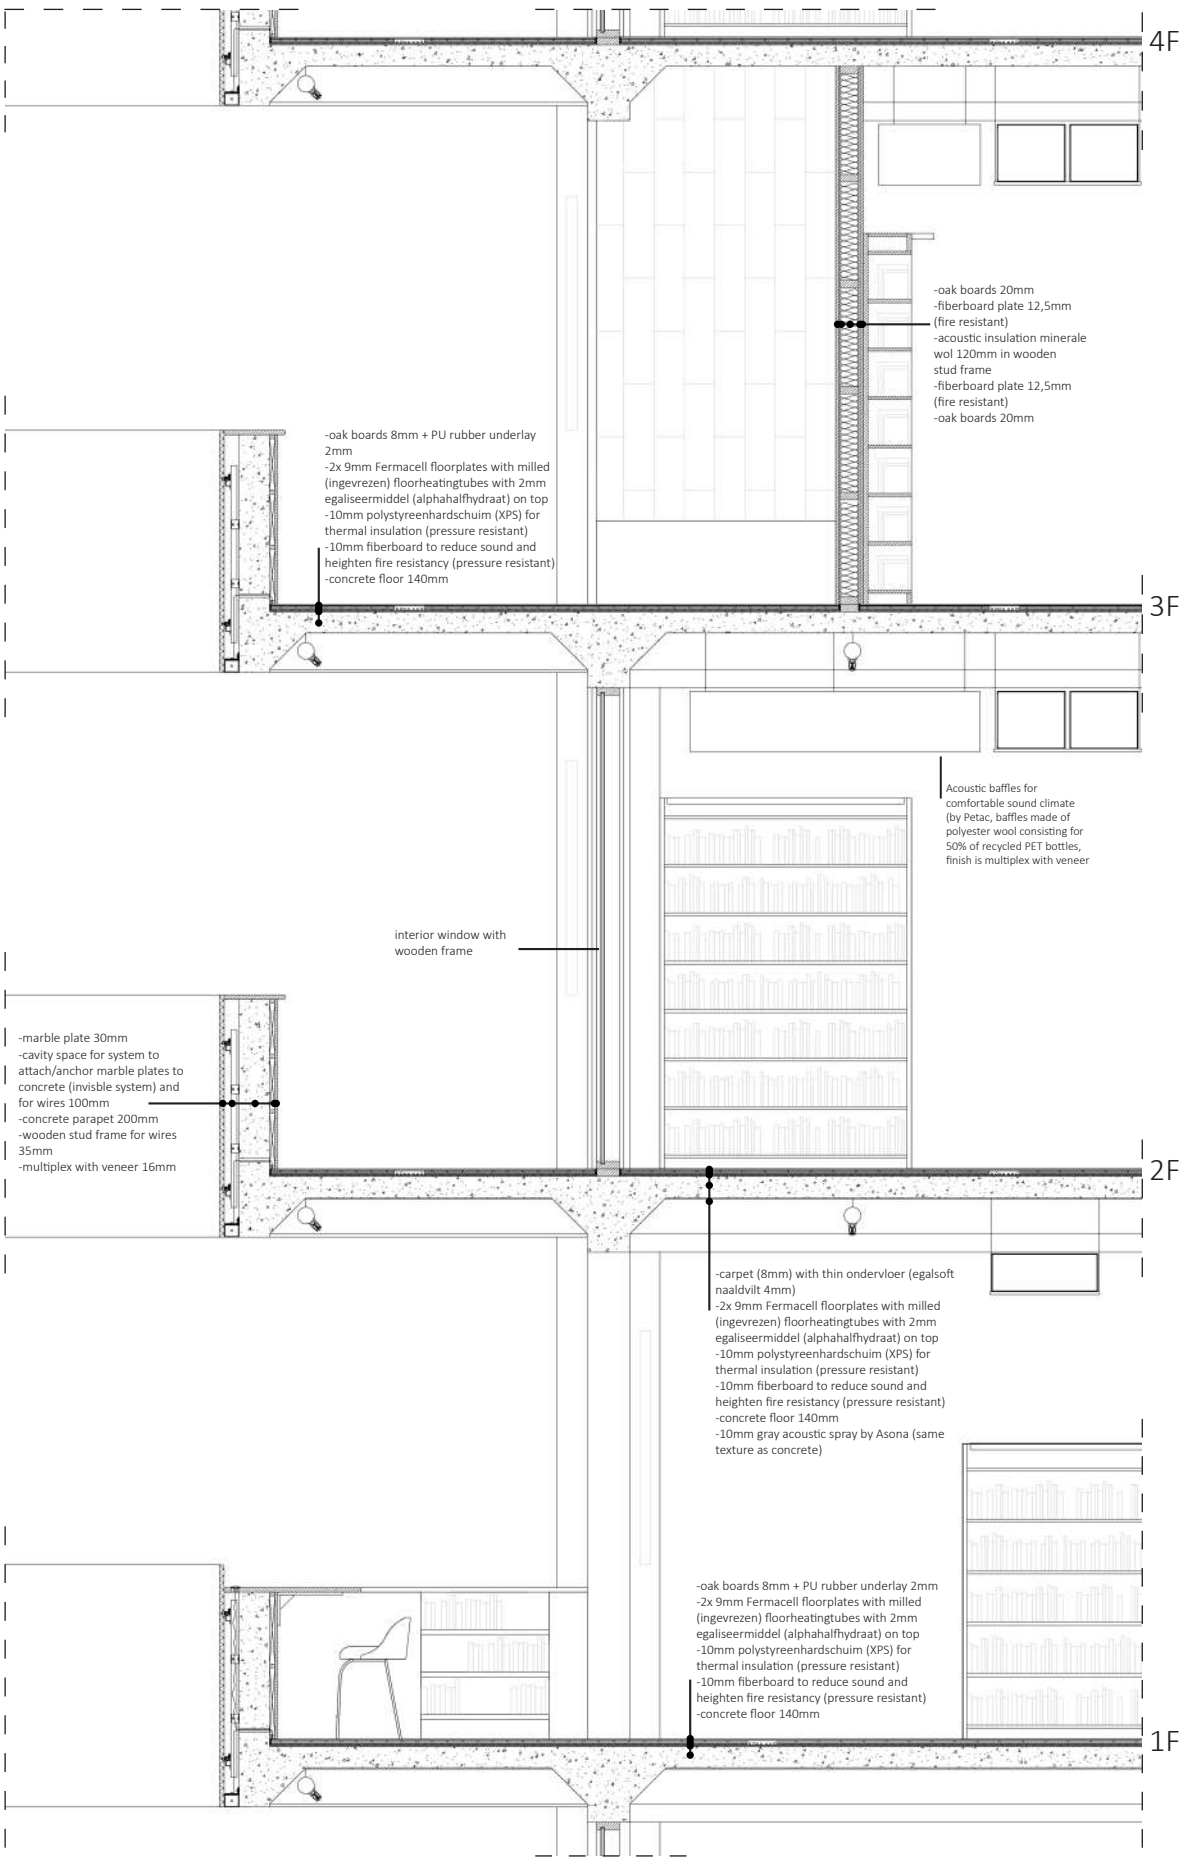 4F
-oak boards 20mm
-fiberboard plate 12,5mm
(fire resistant)
-acoustic insulation minerale
wol 120mm in wooden
stud frame
-fiberboard plate 12,5mm
(fire resistant)
-oak boards 20mm
-oak boards 8mm + PU rubber underlay
2mm
-2x 9mm Fermacell floorplates with milled
(ingevrezen) floorheatingtubes with 2mm
egaliseermiddel (alphahalfhydraat) on top
-10mm polystyreenhardschuim (XPS) for
thermal insulation (pressure resistant)
-10mm fiberboard to reduce sound and
heighten fire resistancy (pressure resistant)
-concrete floor 140mm
3F
Acoustic baffles for
comfortable sound climate
(by Petac, baffles made of
polyester wool consisting for
50% of recycled PET bottles,
finish is multiplex with veneer
interior window with
wooden frame
-marble plate 30mm
-cavity space for system to
attach/anchor marble plates to
concrete (invisble system) and
for wires 100mm
-concrete parapet 200mm
-wooden stud frame for wires
35mm
-multiplex with veneer 16mm
2F
-carpet (8mm) with thin ondervloer (egalsoft
naaldvilt 4mm)
-2x 9mm Fermacell floorplates with milled
(ingevrezen) floorheatingtubes with 2mm
egaliseermiddel (alphahalfhydraat) on top
-10mm polystyreenhardschuim (XPS) for
thermal insulation (pressure resistant)
-10mm fiberboard to reduce sound and
heighten fire resistancy (pressure resistant)
-concrete floor 140mm
-10mm gray acoustic spray by Asona (same
texture as concrete)
-oak boards 8mm + PU rubber underlay 2mm
-2x 9mm Fermacell floorplates with milled
(ingevrezen) floorheatingtubes with 2mm
egaliseermiddel (alphahalfhydraat) on top
-10mm polystyreenhardschuim (XPS) for
thermal insulation (pressure resistant)
-10mm fiberboard to reduce sound and
heighten fire resistancy (pressure resistant)
-concrete floor 140mm
1F